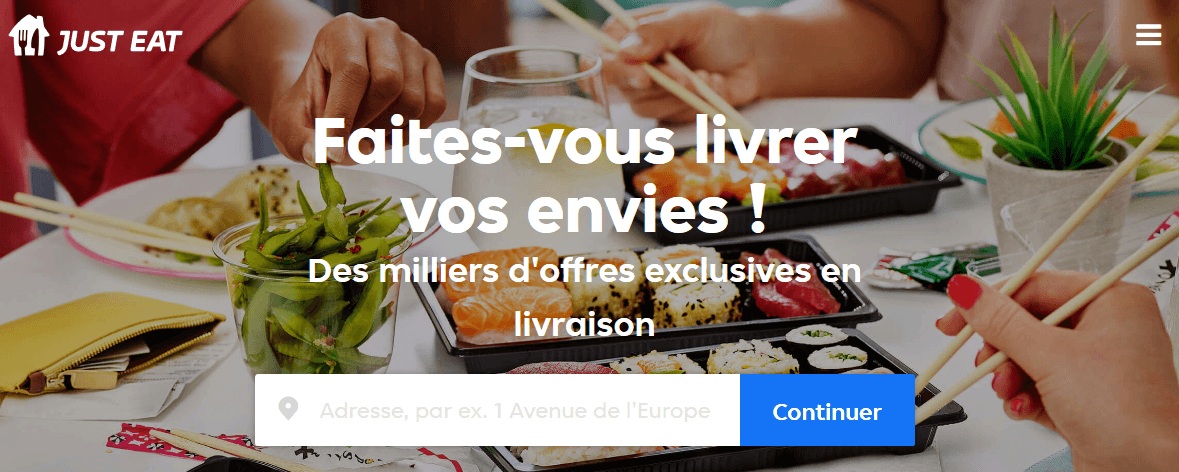 JUST EAT
Faites-vous livrer
vos envies !
Des milliers d'offres exclusives en
livraison
Adresse, par ex. 1 Avenue de l'Europe
Continuer